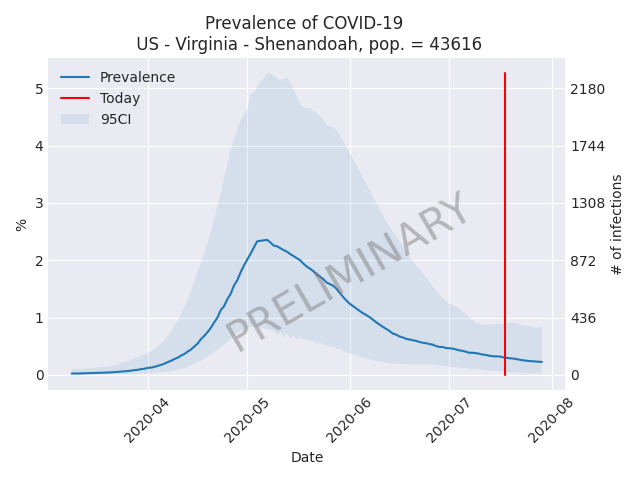 Prevalence of COVID-19
US - Virginia - Shenandoah, pop. = 43616
Prevalence
Today
95CI
PRELIMINARY
5
4
3
2
1
0
%
2180
1744
1308
872
436
0
# of infections
2020-04
2020-05
2020-06
2020-07
2020-08
Date